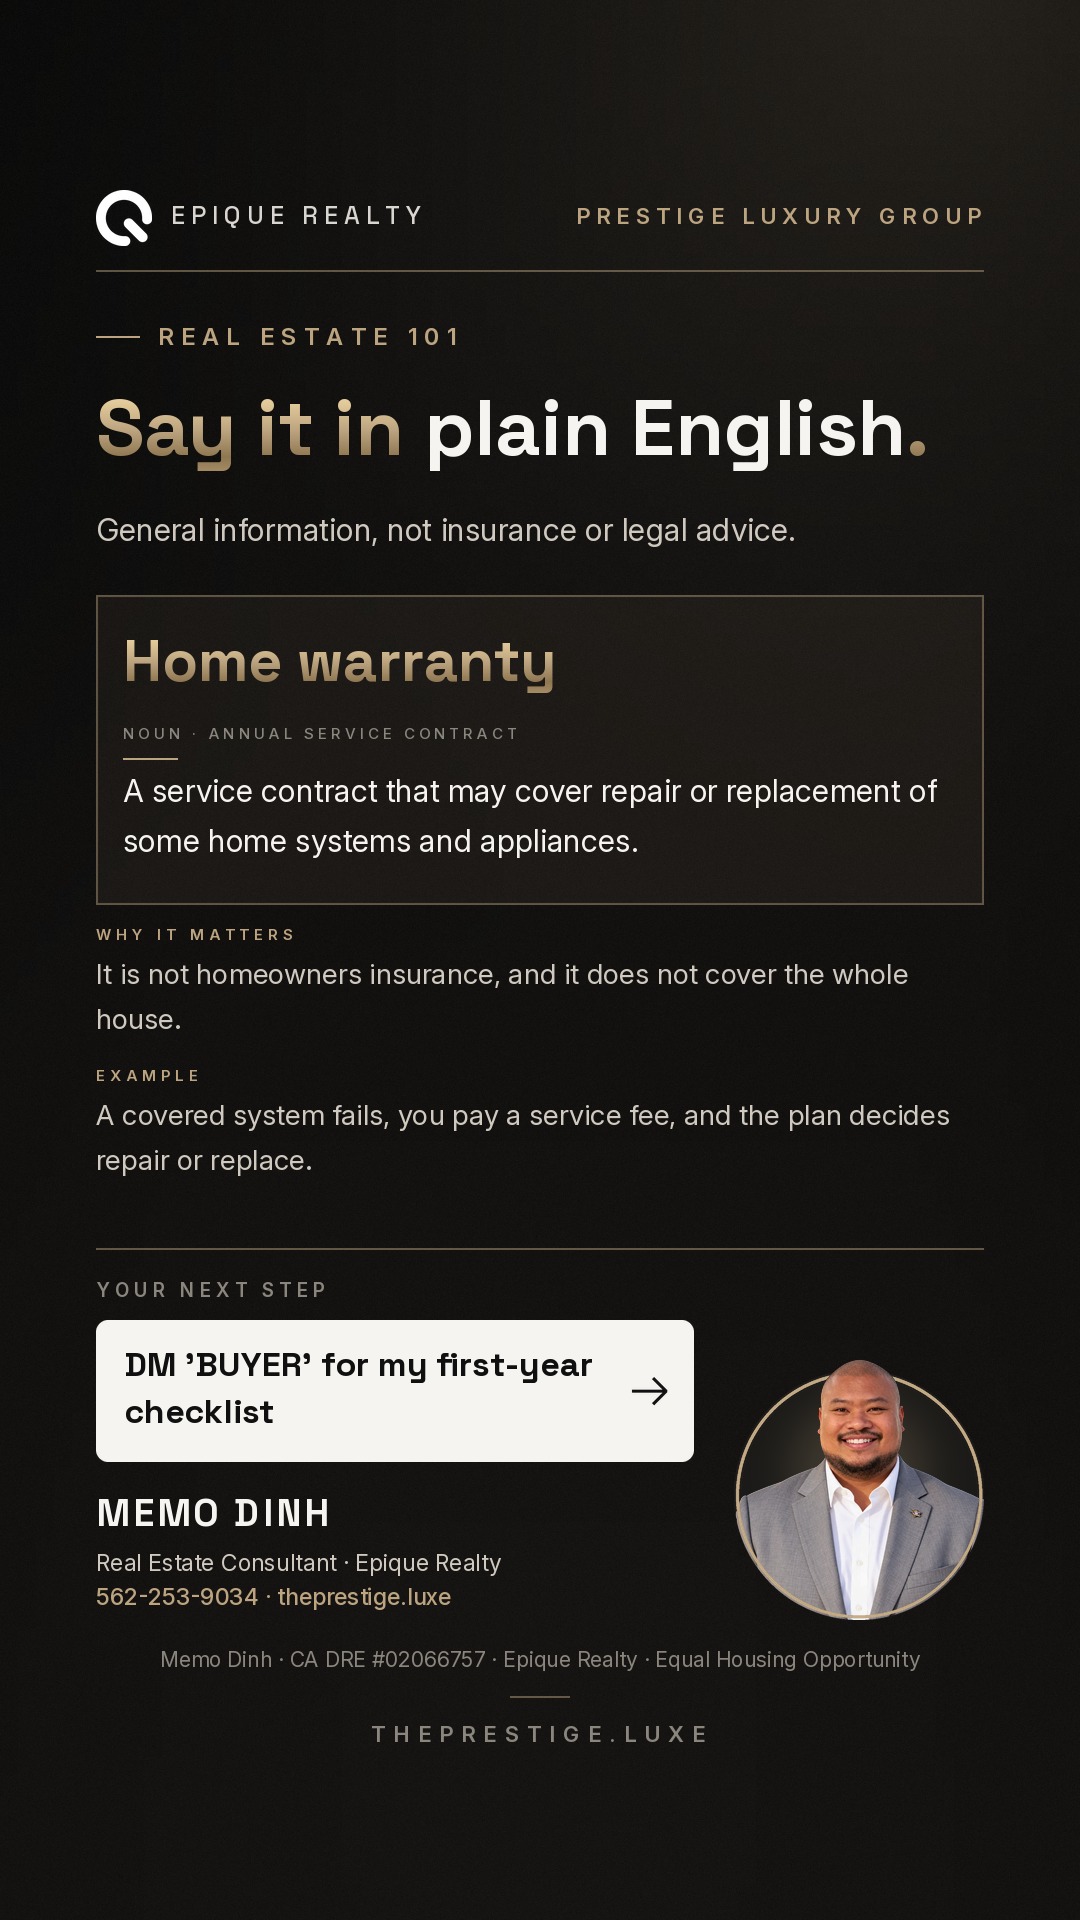 EPIQUE REALTY
PRESTIGE LUXURY GROUP
REAL ESTATE 101
Say it in plain English.
General information, not insurance or legal advice.
Home warranty
NOUN · ANNUAL SERVICE CONTRACT
A service contract that may cover repair or replacement of
some home systems and appliances.
WHY IT MATTERS
It is not homeowners insurance, and it does not cover the whole
house.
EXAMPLE
A covered system fails, you pay a service fee, and the plan decides
repair or replace.
YOUR NEXT STEP
DM ’BUYER’ for my first-year
checklist
→
MEMO DINH
Real Estate Consultant · Epique Realty
562-253-9034 · theprestige.luxe
Memo Dinh · CA DRE #02066757 · Epique Realty · Equal Housing Opportunity
THEPRESTIGE.LUXE